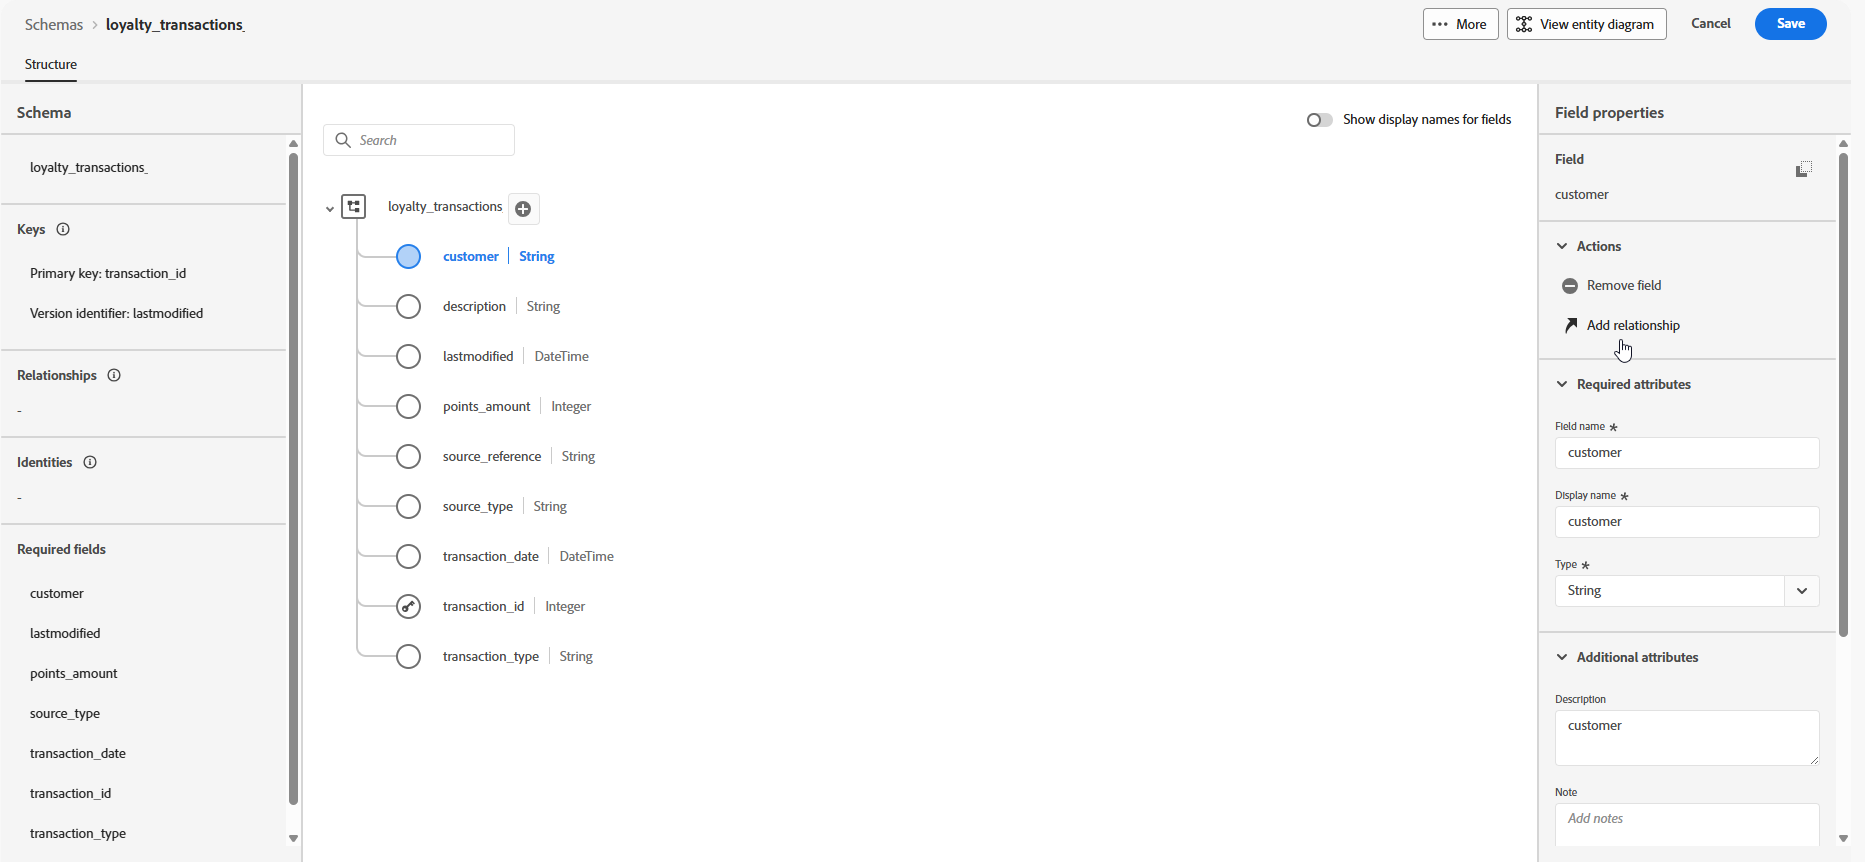 Schemas > loyalty_transactions_
More
View entity diagram
Cancel
Save
Structure
Schema
loyalty_transactions_
Keys
Primary key: transaction_id
Version identifier: lastmodified
Relationships
-
Identities
-
Required fields
customer
lastmodified
points_amount
source_type
transaction_date
transaction_id
transaction_type
Search
Show display names for fields
loyalty_transactions
customer | String
description | String
lastmodified | DateTime
points_amount | Integer
source_reference | String
source_type | String
transaction_date | DateTime
transaction_id | Integer
transaction_type | String
Field properties
Field
customer
Actions
Remove field
Add relationship
Required attributes
Field name *
customer
Display name *
customer
Type *
String
Additional attributes
Description
customer
Note
Add notes